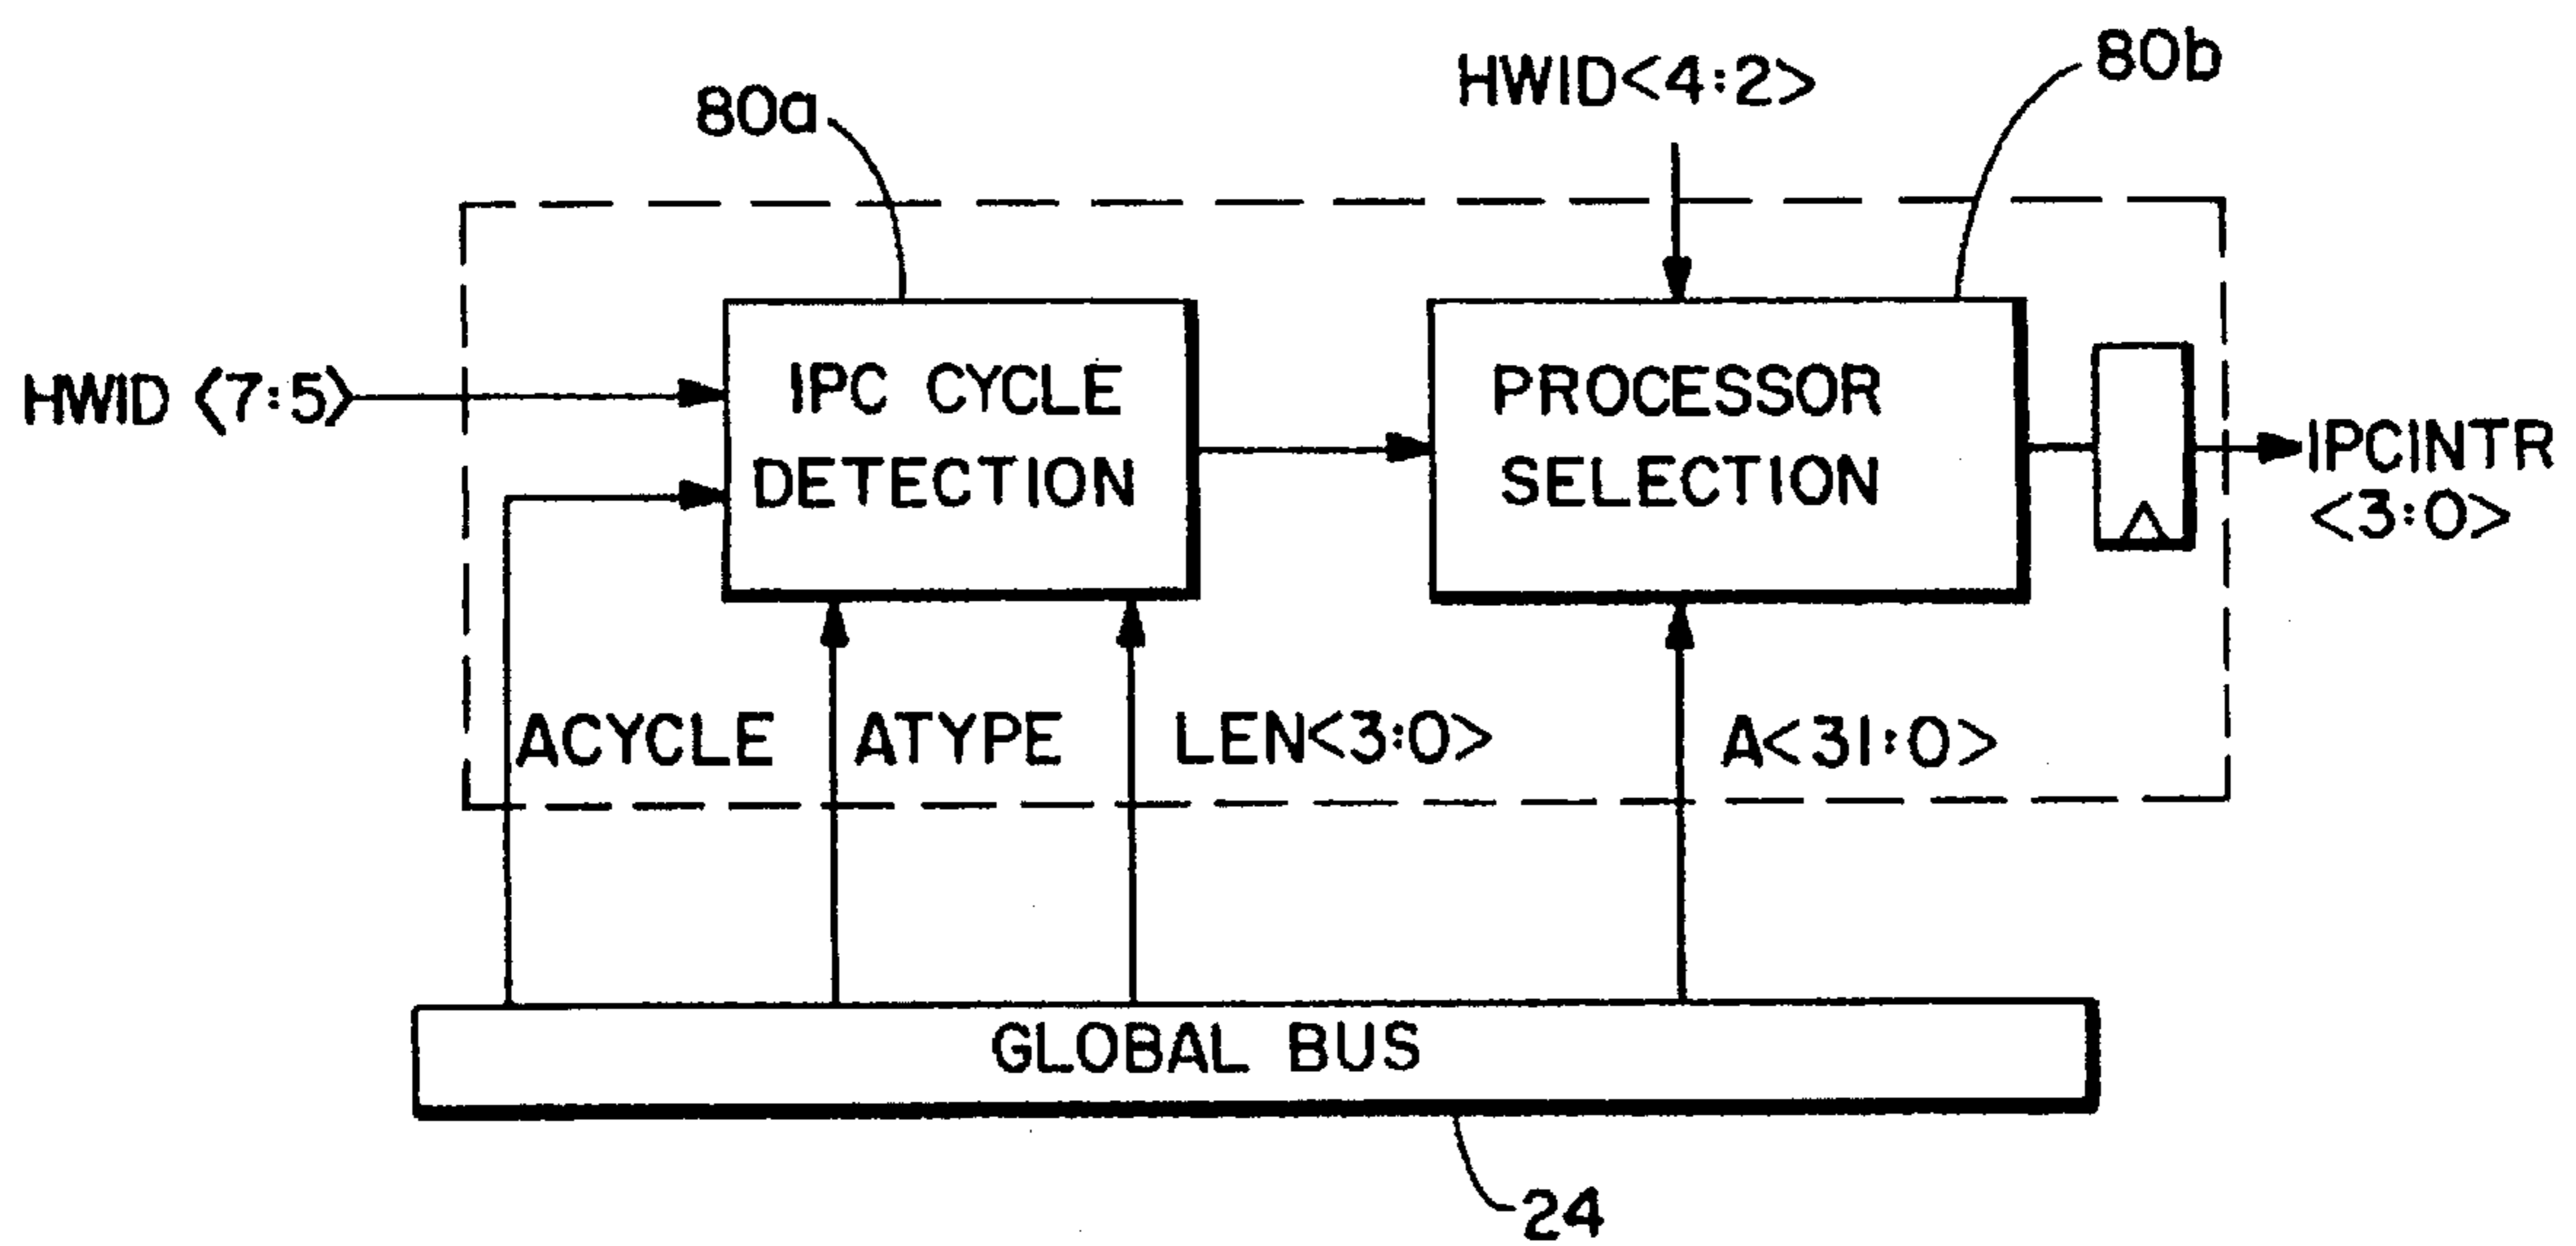 80a
HWID<4:2>
80b
HWID <7:5>
IPC CYCLE
DETECTION
PROCESSOR
SELECTION
IPCINTR
<3:0>
ACYCLE
ATYPE
LEN<3:0>
A<31:0>
GLOBAL BUS
24